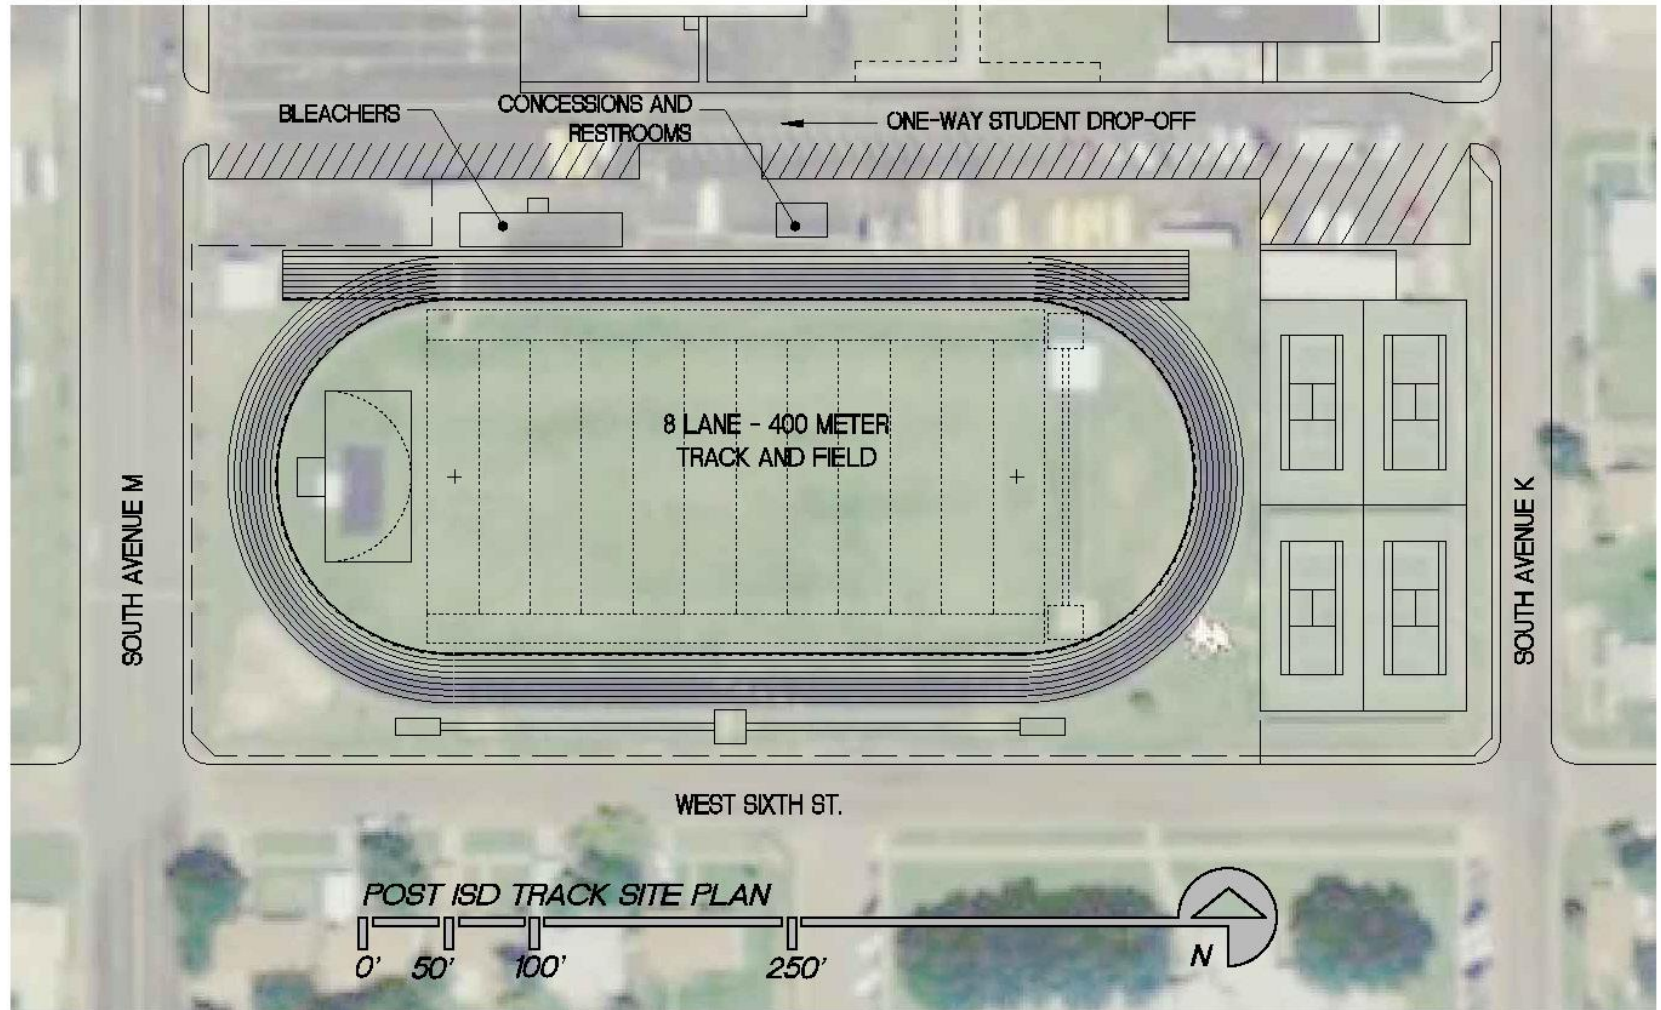 BLEACHERS
CONCESSIONS AND
RESTROOMS
ONE-WAY STUDENT DROP-OFF
8 LANE - 400 METER
TRACK AND FIELD
SOUTH AVENUE M
SOUTH AVENUE K
WEST SIXTH ST.
POST ISD TRACK SITE PLAN
0' 50' 100' 250'
N